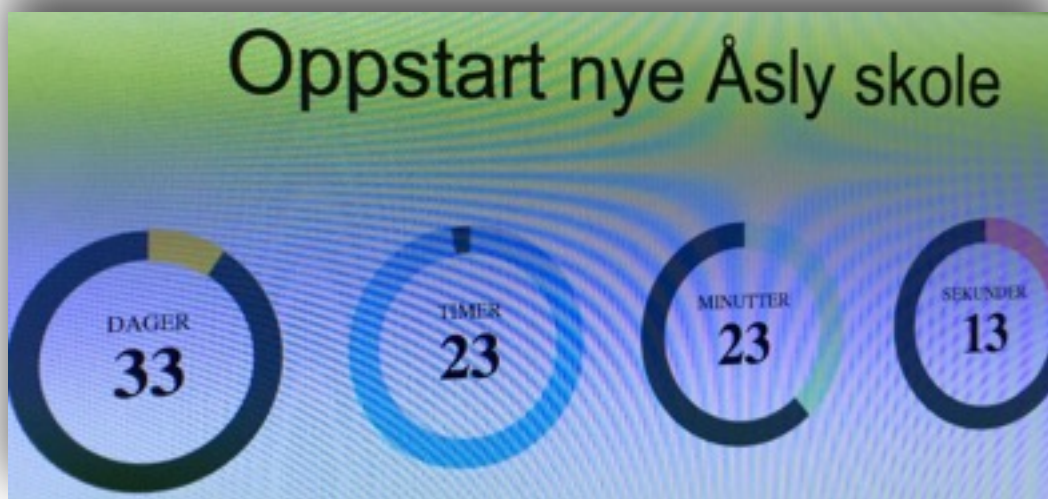 Oppstart nye Åsly skole
DAGER
33
TIMER
23
MINUTTER
23
SEKUNDER
13